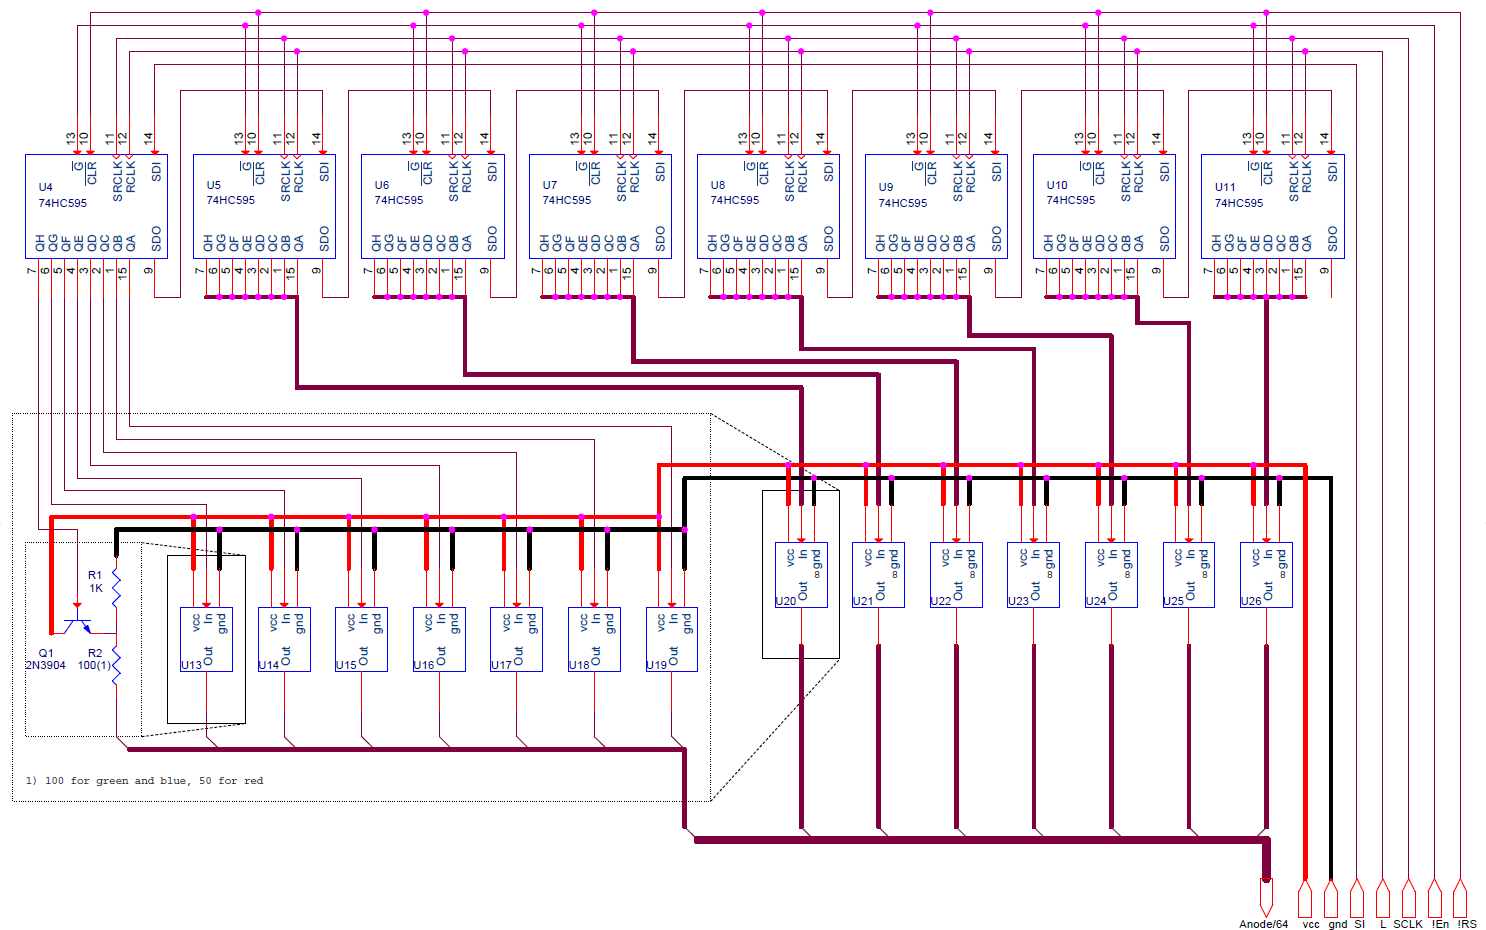 13 10 11 12 14
13 10 11 12 14
13 10 11 12 14
13 10 11 12 14
13 10 11 12 14
13 10 11 12 14
13 10 11 12 14
13 10 11 12 14
G CLR SRCLK RCLK SDI
G CLR SRCLK RCLK SDI
G CLR SRCLK RCLK SDI
G CLR SRCLK RCLK SDI
G CLR SRCLK RCLK SDI
G CLR SRCLK RCLK SDI
G CLR SRCLK RCLK SDI
G CLR SRCLK RCLK SDI
U4
74HC595
U5
74HC595
U6
74HC595
U7
74HC595
U8
74HC595
U9
74HC595
U10
74HC595
U11
74HC595
QH QG QF QE QD QC QB QA SDO
QH QG QF QE QD QC QB QA SDO
QH QG QF QE QD QC QB QA SDO
QH QG QF QE QD QC QB QA SDO
QH QG QF QE QD QC QB QA SDO
QH QG QF QE QD QC QB QA SDO
QH QG QF QE QD QC QB QA SDO
QH QG QF QE QD QC QB QA SDO
7 6 5 4 3 2 1 15 9
7 6 5 4 3 2 1 15 9
7 6 5 4 3 2 1 15 9
7 6 5 4 3 2 1 15 9
7 6 5 4 3 2 1 15 9
7 6 5 4 3 2 1 15 9
7 6 5 4 3 2 1 15 9
7 6 5 4 3 2 1 15 9
vcc In gnd
8
Out
U20
vcc In gnd
8
Out
U21
vcc In gnd
8
Out
U22
vcc In gnd
8
Out
U23
vcc In gnd
8
Out
U24
vcc In gnd
8
Out
U25
vcc In gnd
8
Out
U26
R1
1K
Q1
2N3904
R2
100(1)
vcc In gnd
Out
U13
vcc In gnd
Out
U14
vcc In gnd
Out
U15
vcc In gnd
Out
U16
vcc In gnd
Out
U17
vcc In gnd
Out
U18
vcc In gnd
Out
U19
1) 100 for green and blue, 50 for red
Anode/64 vcc gnd SI L SCLK !En !RS